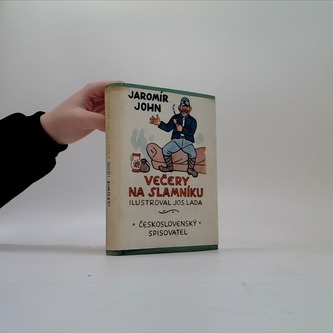 JAROMÍR
JOHN
VEČERY
NA SLAMNÍKU
ILUSTROVAL JOS. LADA
• ČESKOSLOVENSKÝ •
SPISOVATEL